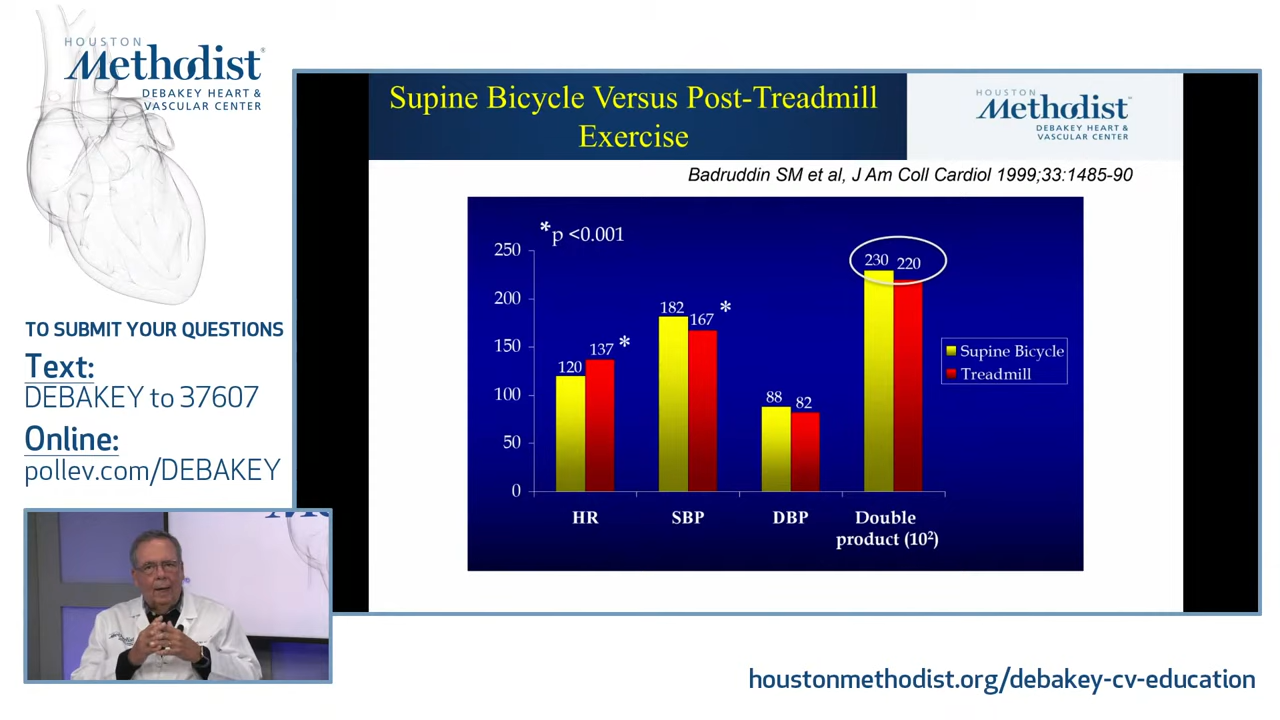 HOUSTON
Methodist®
DEBAKEY HEART &
VASCULAR CENTER
TO SUBMIT YOUR QUESTIONS
Text:
DEBAKEY to 37607
Online:
pollev.com/DEBAKEY
Supine Bicycle Versus Post-Treadmill
Exercise
HOUSTON
Methodist
DEBAKEY HEART &
VASCULAR CENTER
Badruddin SM et al, J Am Coll Cardiol 1999;33:1485-90
*p <0.001
250
200
150
100
50
0
120
137 *
182
167 *
88
82
230
220
HR
SBP
DBP
Double
product (10²)
Supine Bicycle
Treadmill
houstonmethodist.org/debakey-cv-education